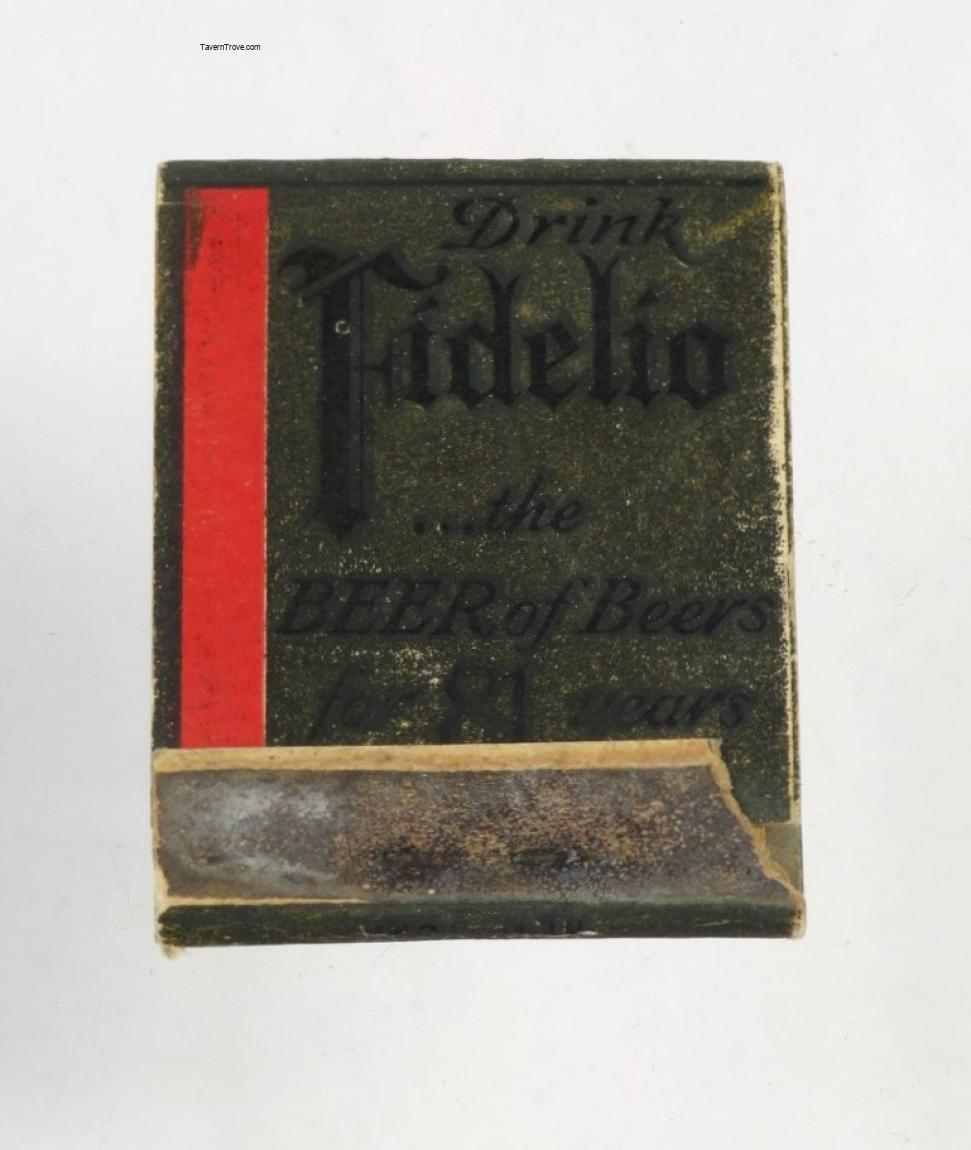 TavernTrove.com
Drink
Fidelio
...the
BEER of Beers
for 81 years